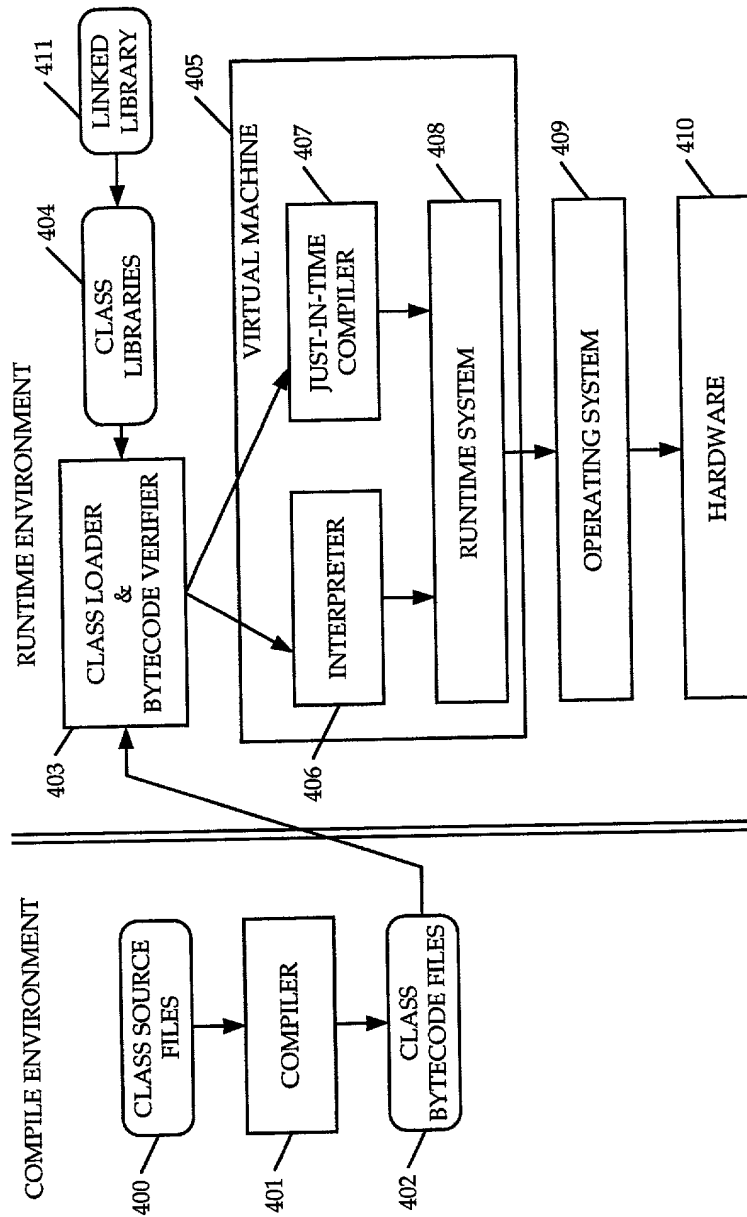 COMPILE ENVIRONMENT
400
CLASS SOURCE
FILES
COMPILER
401
CLASS
BYTECODE FILES
402
RUNTIME ENVIRONMENT
403
CLASS LOADER
&
BYTECODE VERIFIER
404
CLASS
LIBRARIES
411
LINKED
LIBRARY
405
VIRTUAL MACHINE
406
INTERPRETER
407
JUST-IN-TIME
COMPILER
408
RUNTIME SYSTEM
409
OPERATING SYSTEM
410
HARDWARE